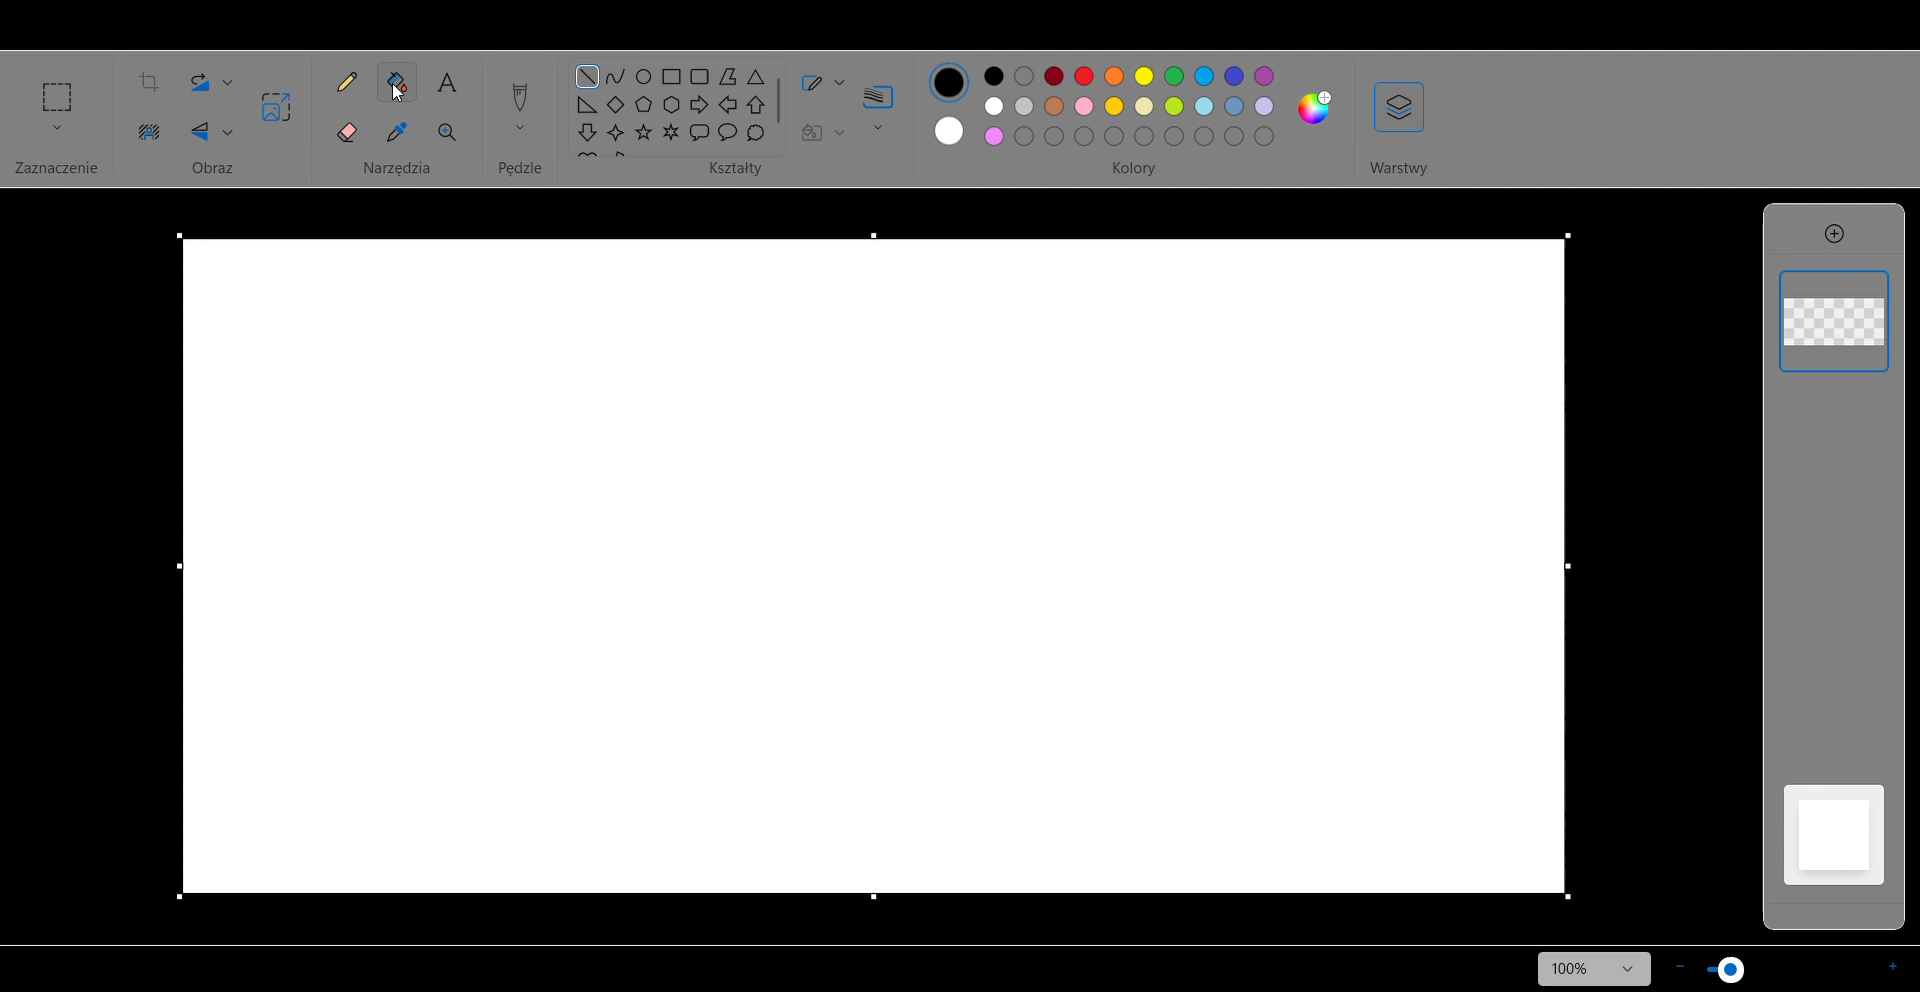 Zaznaczenie
Obraz
Narzędzia
Pędzle
Kształty
Kolory
Warstwy
100%